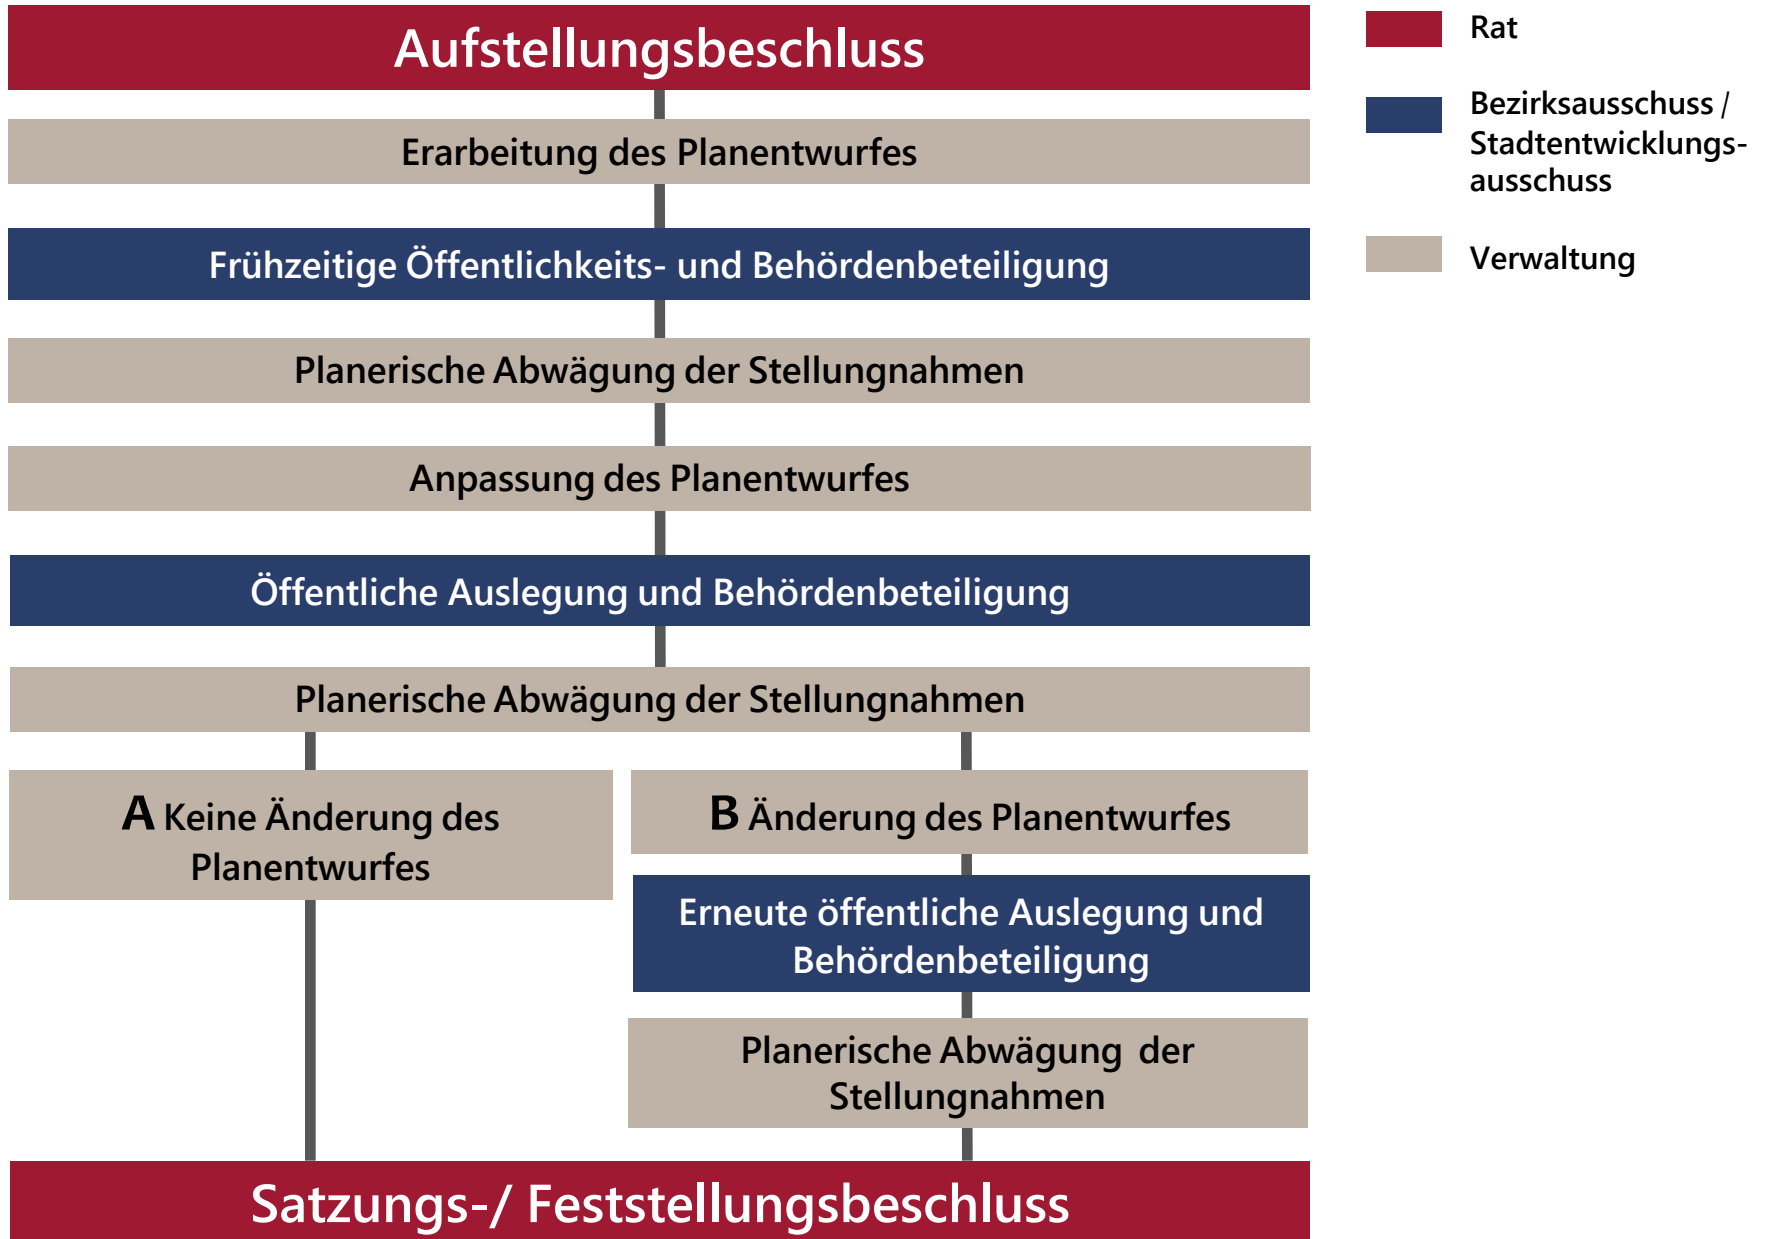 Aufstellungsbeschluss
Erarbeitung des Planentwurfes
Frühzeitige Öffentlichkeits- und Behördenbeteiligung
Planerische Abwägung der Stellungnahmen
Anpassung des Planentwurfes
Öffentliche Auslegung und Behördenbeteiligung
Planerische Abwägung der Stellungnahmen
A Keine Änderung des
Planentwurfes
B Änderung des Planentwurfes
Erneute öffentliche Auslegung und
Behördenbeteiligung
Planerische Abwägung der
Stellungnahmen
Satzungs-/ Feststellungsbeschluss
Rat
Bezirksausschuss /
Stadtentwicklungs-
ausschuss
Verwaltung